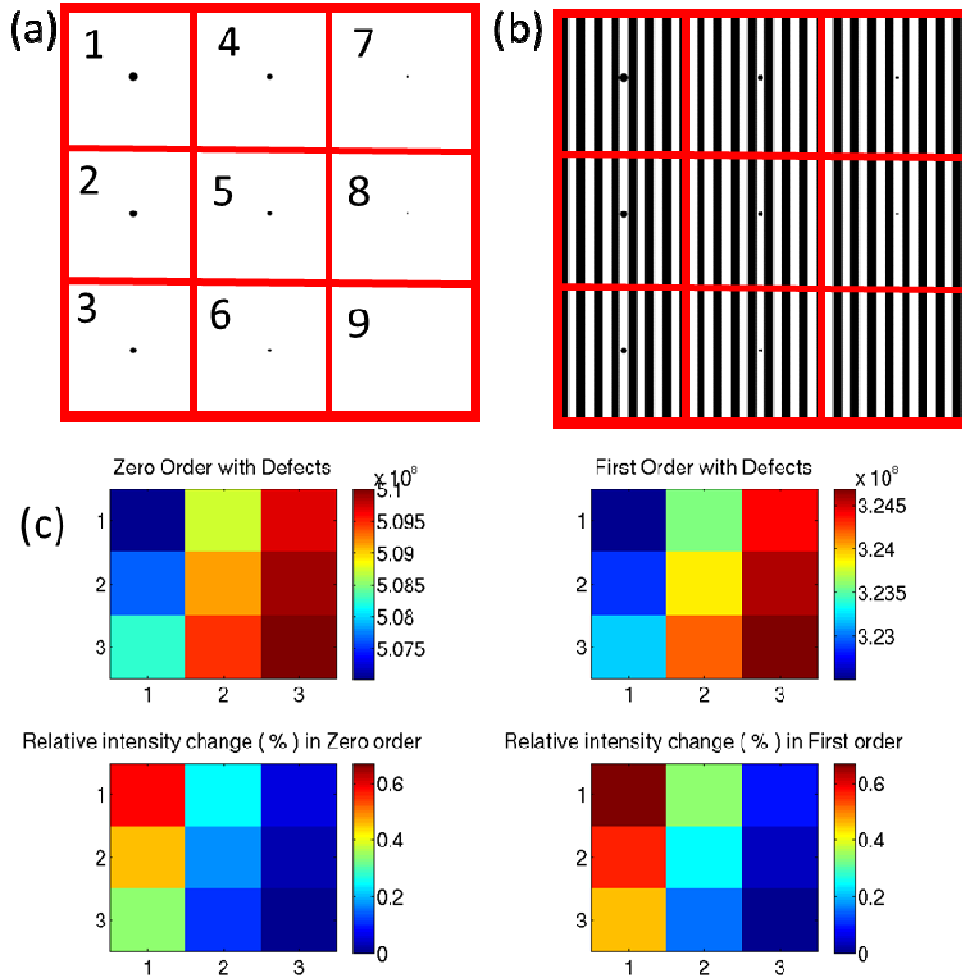 (a)
1 4 7
2 5 8
3 6 9
(b)
(c)
Zero Order with Defects
x 10⁸
5.1
5.095
5.09
5.085
5.08
5.075
1
2
3
1 2 3
First Order with Defects
x 10⁸
3.245
3.24
3.235
3.23
1
2
3
1 2 3
Relative intensity change ( % ) in Zero order
0.6
0.4
0.2
0
1
2
3
1 2 3
Relative intensity change ( % ) in First order
0.6
0.4
0.2
0
1
2
3
1 2 3